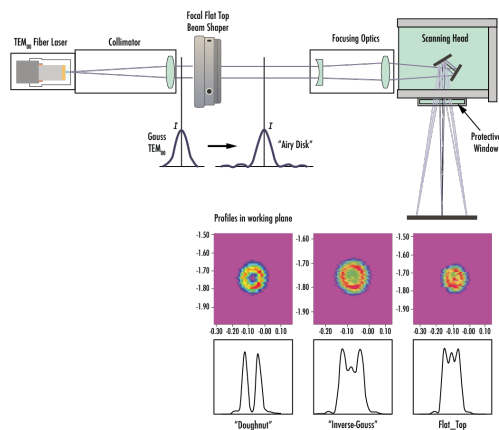 Focal Flat Top
Beam Shaper
TEM00 Fiber Laser
Collimator
Focusing Optics
Scanning Head
Protective
Window
I
I
Gauss
TEM00
"Airy Disk"
Profiles in working plane
-1.50
-1.60
-1.70
-1.80
-1.90
-0.30 -0.20 -0.10 -0.00 0.10
-1.60
-1.70
-1.80
-1.90
-0.20 -0.10 -0.00 0.10
-1.50
-1.60
-1.70
-1.80
-1.90
-0.30 -0.20 -0.10 -0.00 0.10
"Doughnut"
"Inverse-Gauss"
Flat_Top